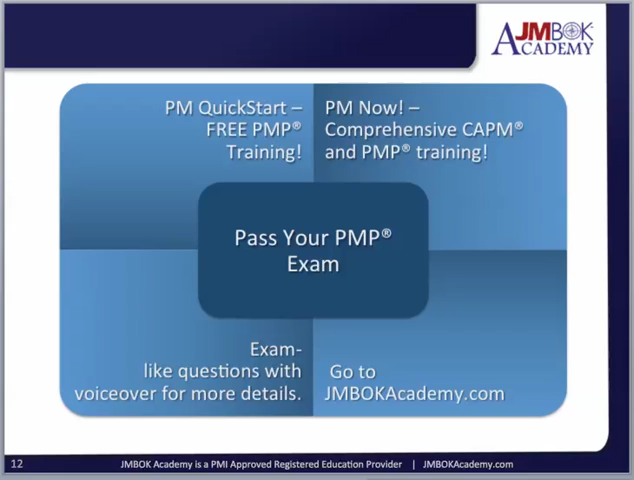 JMBOK
ACADEMY
PM QuickStart –
FREE PMP®
Training!
PM Now! –
Comprehensive CAPM®
and PMP® training!
Pass Your PMP®
Exam
Exam-
like questions with
voiceover for more details.
Go to
JMBOKAcademy.com
12
JMBOK Academy is a PMI Approved Registered Education Provider | JMBOKAcademy.com